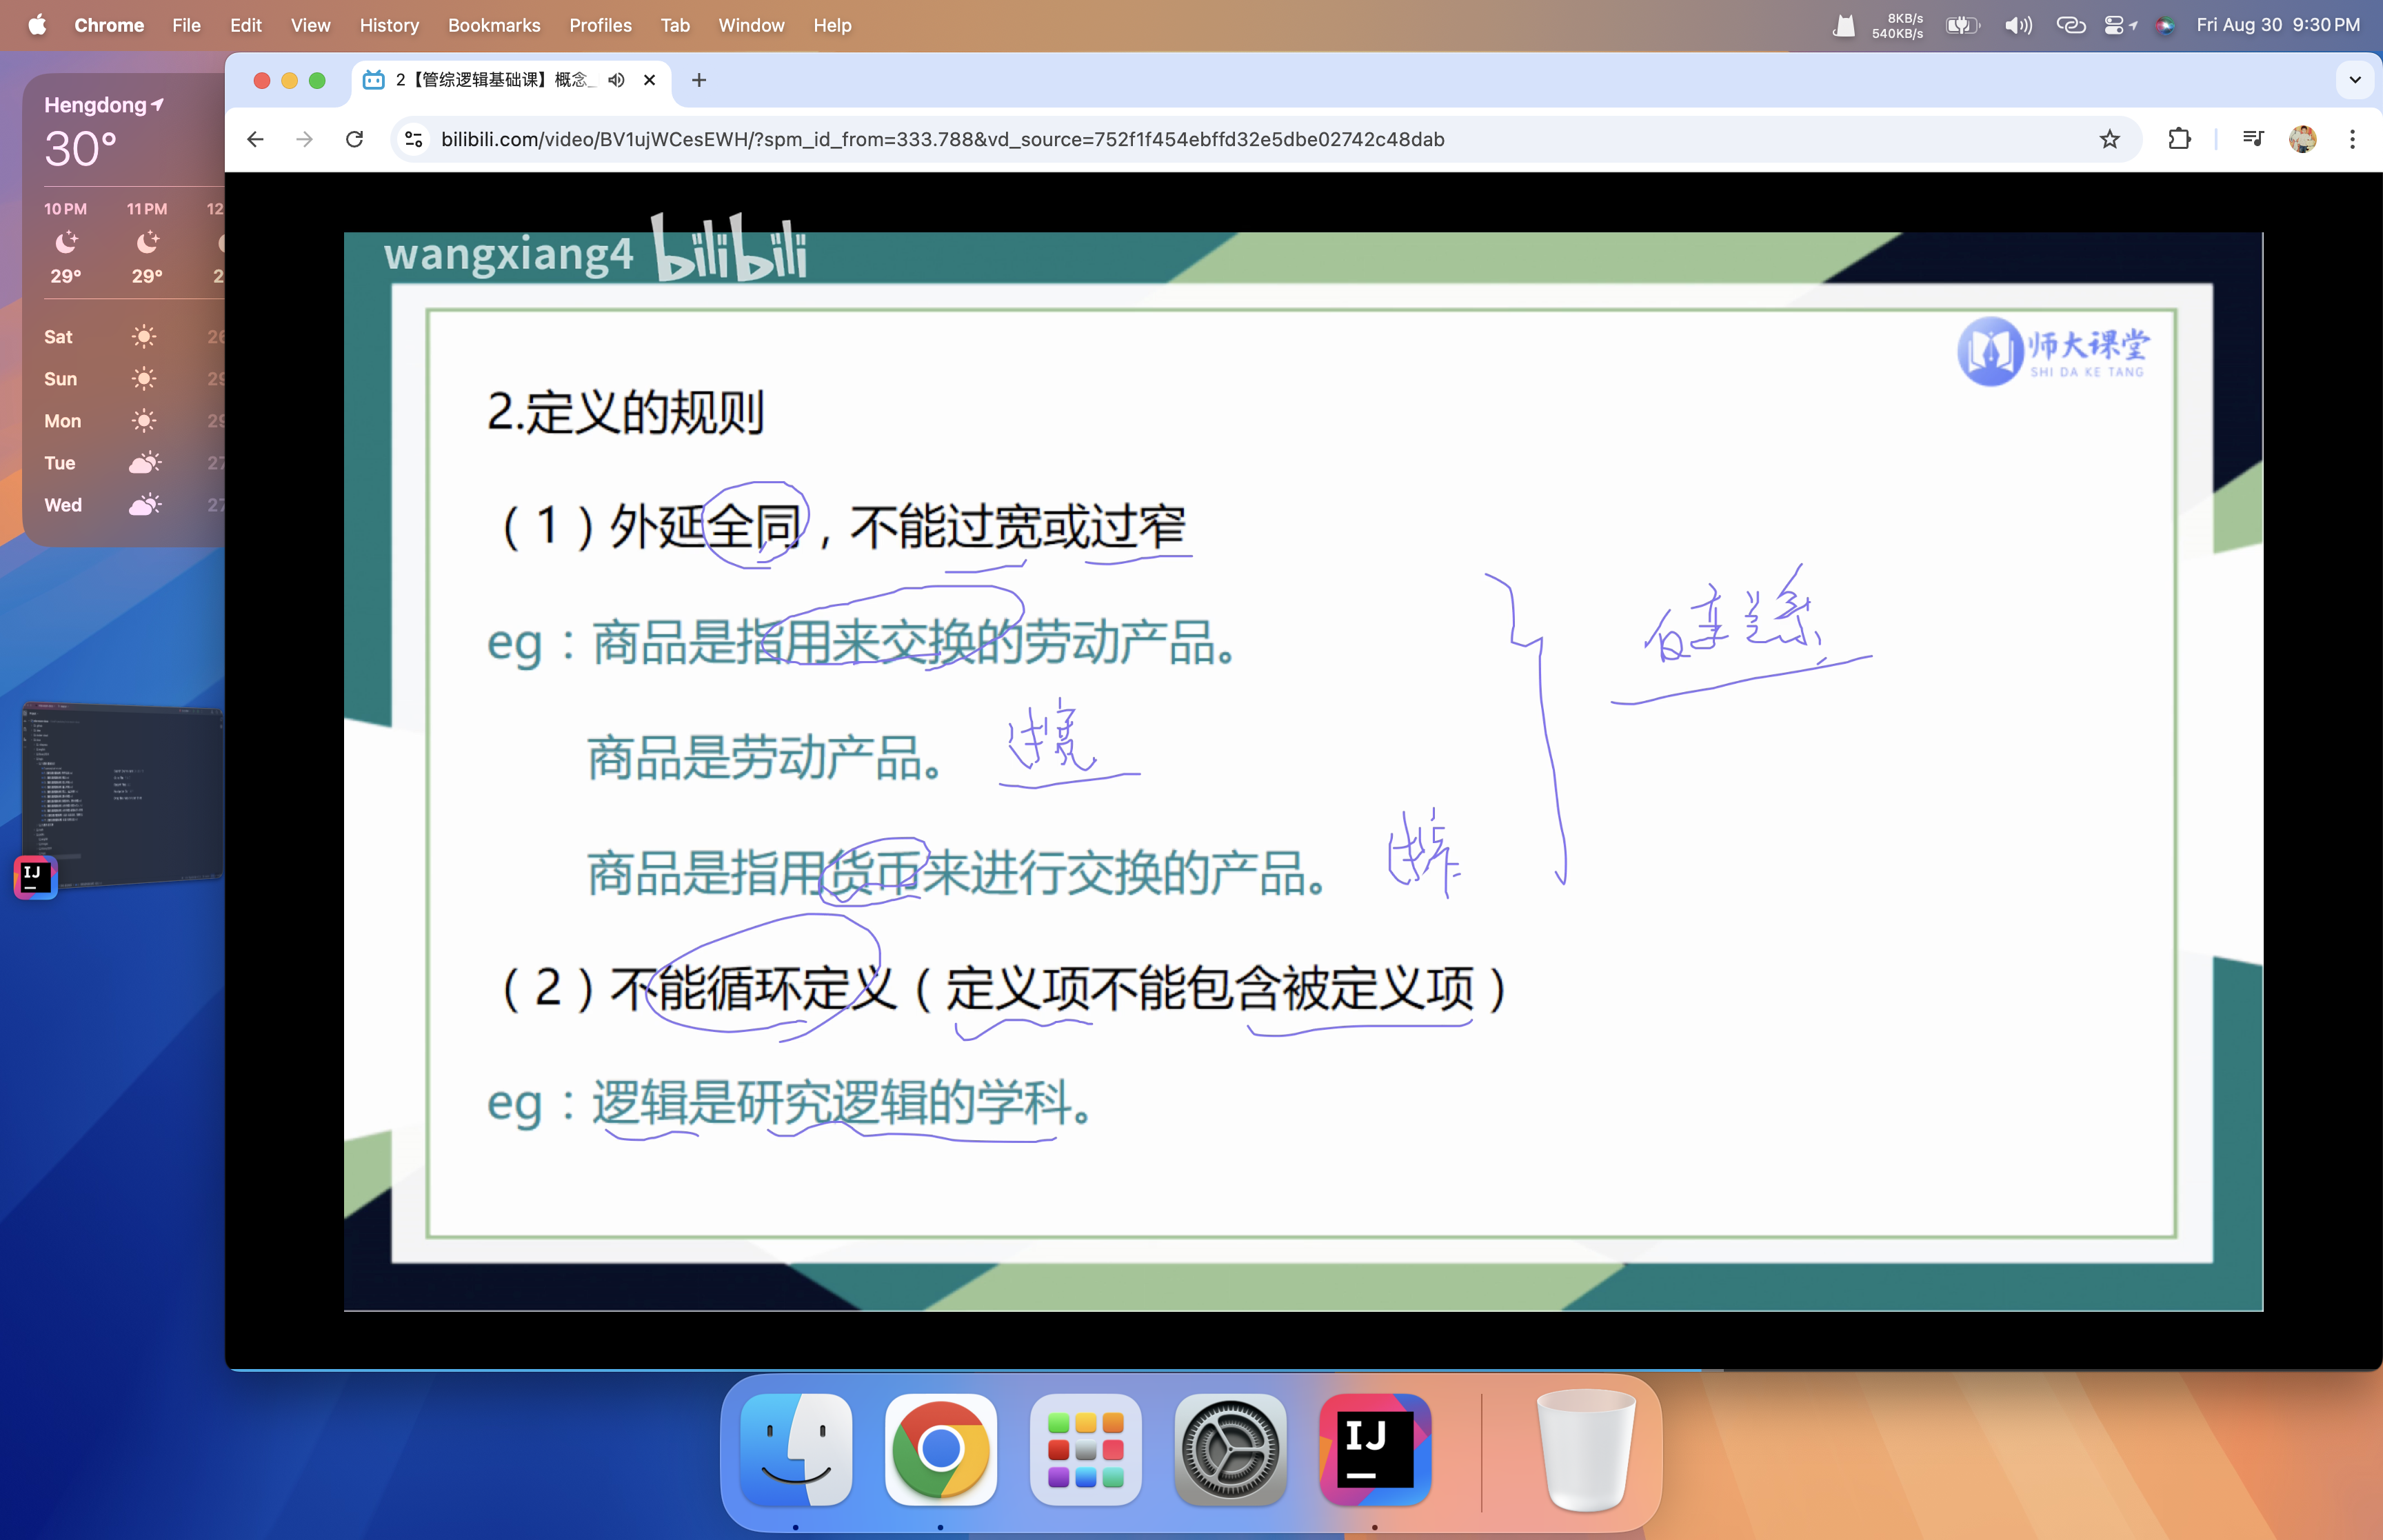 Chrome File Edit View History Bookmarks Profiles Tab Window Help
8KB/s
540KB/s
Fri Aug 30 9:30 PM
Hengdong
30°
10 PM 11 PM 12
29° 29° 2
Sat 26
Sun 29
Mon 29
Tue 27
Wed 27
2【管综逻辑基础课】概念_
bilibili.com/video/BV1ujWCesEWH/?spm_id_from=333.788&vd_source=752f1f454ebffd32e5dbe02742c48dab
wangxiang4 bilibili
师大课堂
SHI DA KE TANG
2.定义的规则
（1）外延全同，不能过宽或过窄
eg：商品是指用来交换的劳动产品。
商品是劳动产品。 过宽
商品是指用货币来进行交换的产品。 过窄
（2）不能循环定义（定义项不能包含被定义项）
eg：逻辑是研究逻辑的学科。
IJ
IJ